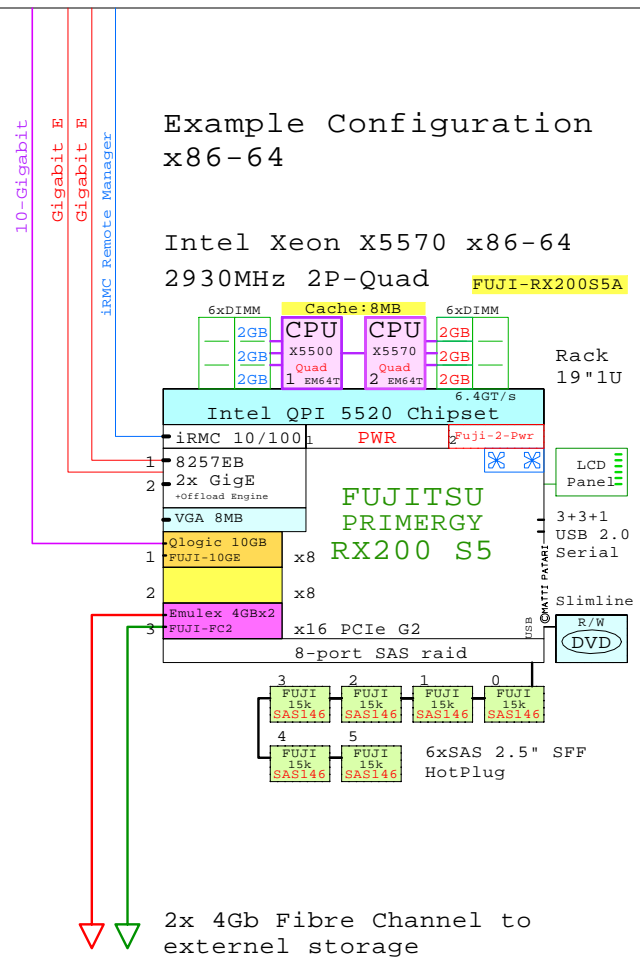 Example Configuration
x86-64
10-Gigabit
Gigabit E
Gigabit E
iRMC Remote Manager
Intel Xeon X5570 x86-64
2930MHz 2P-Quad
FUJI-RX200S5A
6xDIMM
Cache:8MB
6xDIMM
2GB
CPU
CPU
2GB
2GB
X5500
X5570
2GB
Quad
Quad
2GB
1 EM64T
2 EM64T
2GB
Rack
19"1U
6.4GT/s
Intel QPI 5520 Chipset
iRMC 10/100
1
PWR
2
Fuji-2-Pwr
1
8257EB
2
2x GigE
+Offload Engine
LCD
Panel
VGA 8MB
FUJITSU
PRIMERGY
RX200 S5
3+3+1
USB 2.0
Serial
Qlogic 10GB
1
FUJI-10GE
x8
2
x8
©MATTI PATARI
Emulex 4GBx2
3
FUJI-FC2
x16 PCIe G2
USB
Slimline
R/W
DVD
8-port SAS raid
3
2
1
0
FUJI
15k
SAS146
FUJI
15k
SAS146
FUJI
15k
SAS146
FUJI
15k
SAS146
4
5
FUJI
15k
SAS146
FUJI
15k
SAS146
6xSAS 2.5" SFF
HotPlug
2x 4Gb Fibre Channel to
externel storage